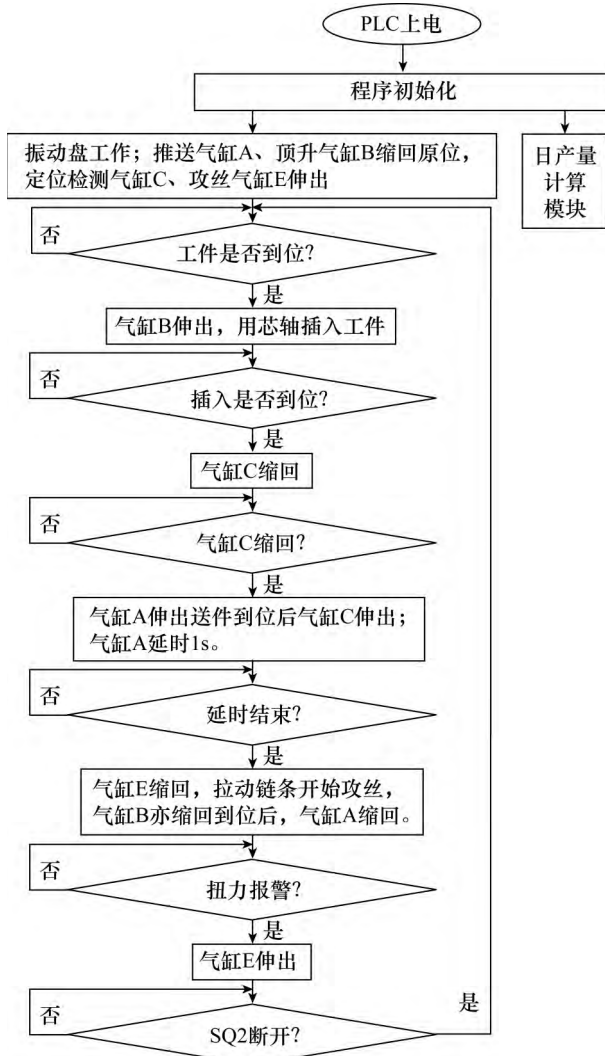 PLC上电
程序初始化
振动盘工作；推送气缸A、顶升气缸B缩回原位，
定位检测气缸C、攻丝气缸E伸出
日产量
计算
模块
否
工件是否到位?
是
气缸B伸出，用芯轴插入工件
否
插入是否到位?
是
气缸C缩回
否
气缸C缩回?
是
气缸A伸出送件到位后气缸C伸出；
气缸A延时1s。
否
延时结束?
是
气缸E缩回，拉动链条开始攻丝，
气缸B亦缩回到位后，气缸A缩回。
否
扭力报警?
是
气缸E伸出
否
是
SQ2断开?